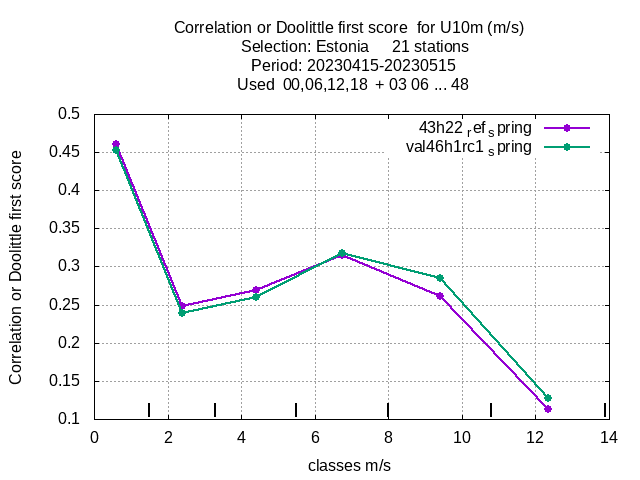 Correlation or Doolittle first score  for U10m (m/s)
Selection: Estonia     21 stations
Period: 20230415-20230515
Used  00,06,12,18  + 03 06 ... 48
43h22 ref spring
val46h1rc1 spring
Correlation or Doolittle first score
0.5
0.45
0.4
0.35
0.3
0.25
0.2
0.15
0.1
0 2 4 6 8 10 12 14
classes m/s